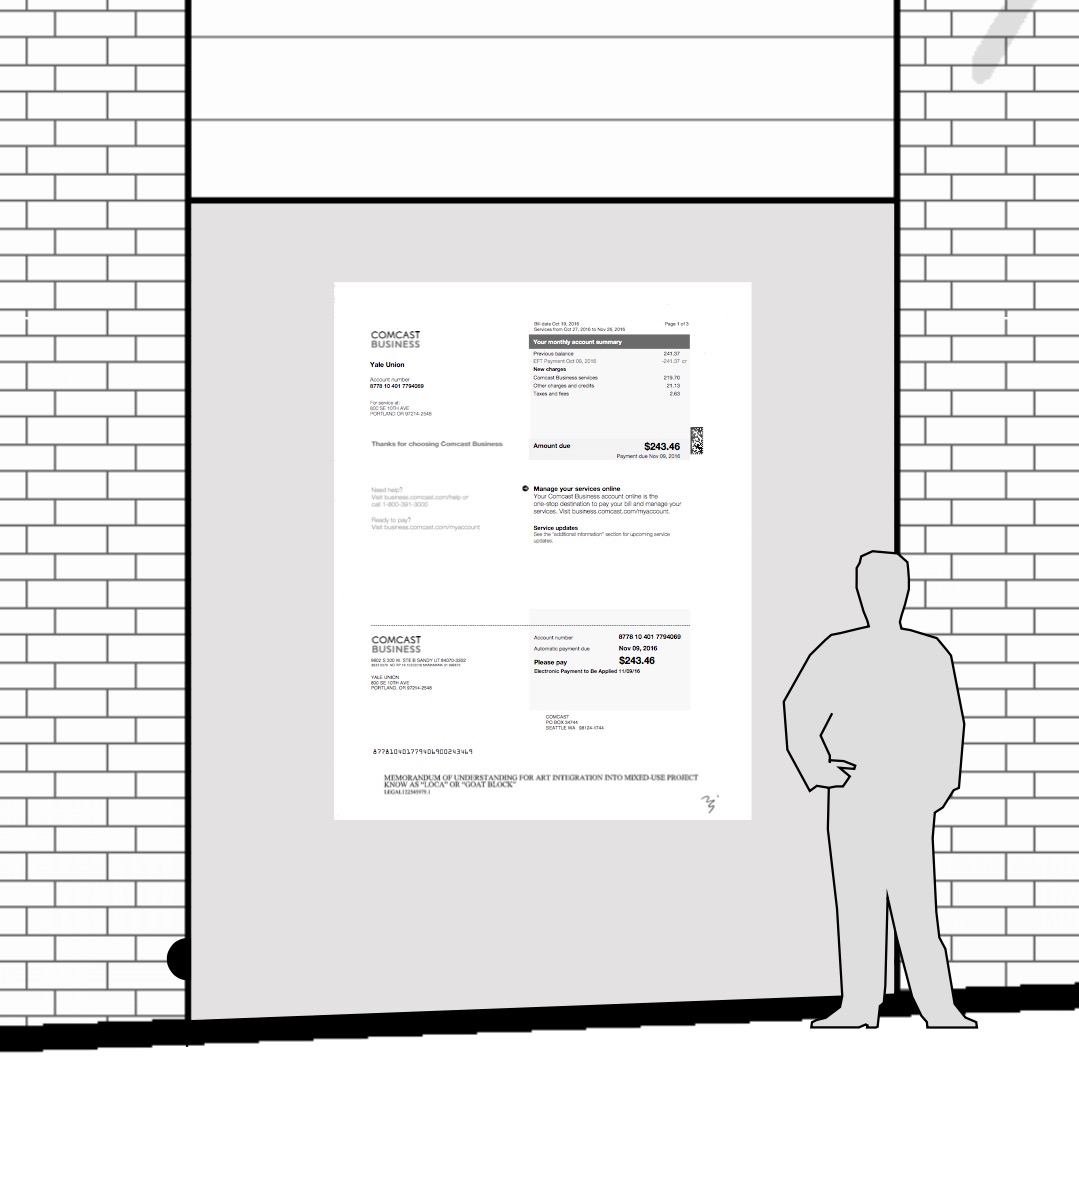 Bill date Oct 19, 2016 Page 1 of 3
Services from Oct 27, 2016 to Nov 26, 2016
COMCAST
BUSINESS
Yale Union
Account number
8778 10 401 7794069
For service at:
800 SE 10TH AVE
PORTLAND OR 97214-2548
Thanks for choosing Comcast Business
Need help?
Visit business.comcast.com/help or
call 1-800-391-3000
Ready to pay?
Visit business.comcast.com/myaccount
Your monthly account summary
Previous balance 241.37
EFT Payment Oct 09, 2016 -241.37 cr
New charges
Comcast Business services 219.70
Other charges and credits 21.13
Taxes and fees 2.63
Amount due $243.46
Payment due Nov 09, 2016
Manage your services online
Your Comcast Business account online is the
one-stop destination to pay your bill and manage your
services. Visit business.comcast.com/myaccount.
Service updates
See the "additional information" section for upcoming service
updates.
COMCAST
BUSINESS
9602 S 300 W. STE B SANDY UT 84070-3302
YALE UNION
800 SE 10TH AVE
PORTLAND, OR 97214-2548
Account number 8778 10 401 7794069
Automatic payment due Nov 09, 2016
Please pay $243.46
Electronic Payment to Be Applied 11/09/16
COMCAST
PO BOX 34744
SEATTLE WA 98124-1744
877810401779406900243469
MEMORANDUM OF UNDERSTANDING FOR ART INTEGRATION INTO MIXED-USE PROJECT
KNOW AS "LOCA" OR "GOAT BLOCK"